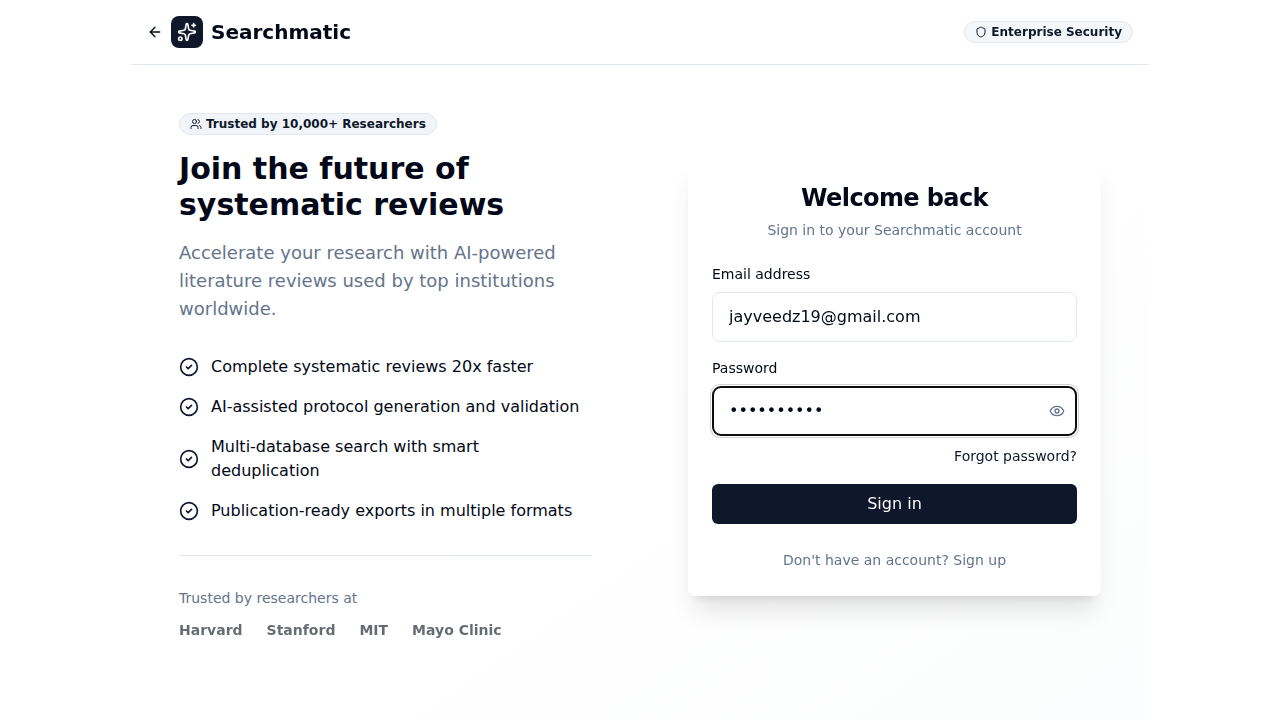 Searchmatic
Enterprise Security
Trusted by 10,000+ Researchers
Join the future of
systematic reviews
Accelerate your research with AI-powered
literature reviews used by top institutions
worldwide.
Complete systematic reviews 20x faster
AI-assisted protocol generation and validation
Multi-database search with smart
deduplication
Publication-ready exports in multiple formats
Trusted by researchers at
Harvard Stanford MIT Mayo Clinic
Welcome back
Sign in to your Searchmatic account
Email address
jayveedz19@gmail.com
Password
••••••••••
Forgot password?
Sign in
Don't have an account? Sign up